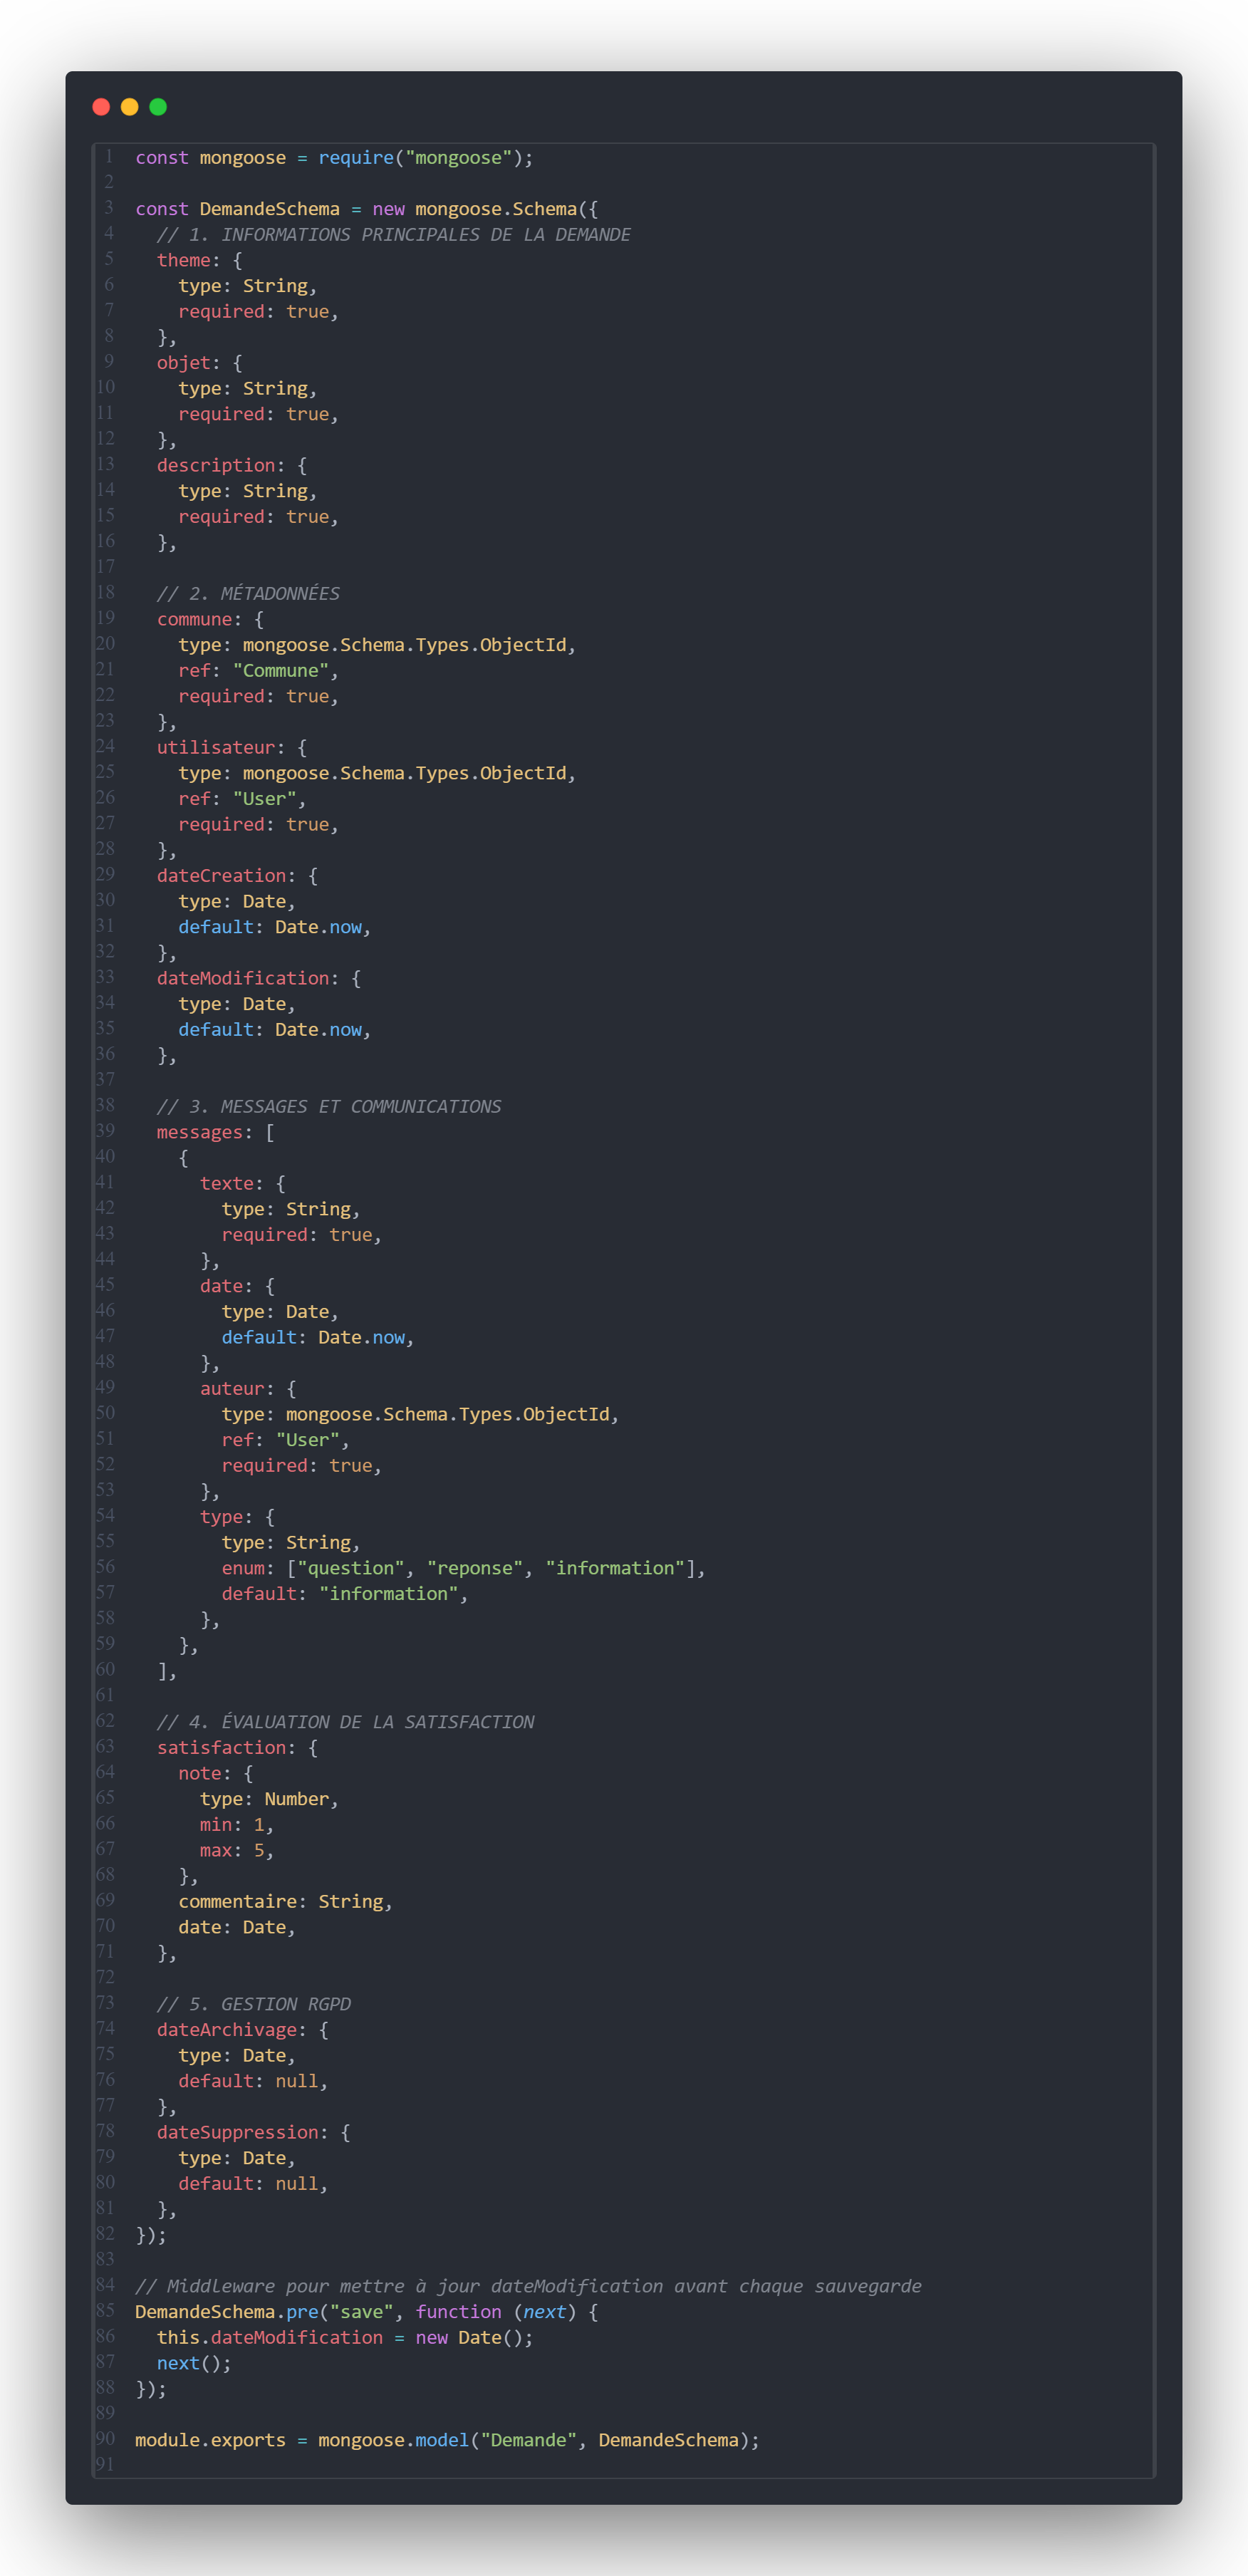 1 const mongoose = require("mongoose");
2
3 const DemandeSchema = new mongoose.Schema({
4   // 1. INFORMATIONS PRINCIPALES DE LA DEMANDE
5   theme: {
6     type: String,
7     required: true,
8   },
9   objet: {
10     type: String,
11     required: true,
12   },
13   description: {
14     type: String,
15     required: true,
16   },
17
18   // 2. MÉTADONNÉES
19   commune: {
20     type: mongoose.Schema.Types.ObjectId,
21     ref: "Commune",
22     required: true,
23   },
24   utilisateur: {
25     type: mongoose.Schema.Types.ObjectId,
26     ref: "User",
27     required: true,
28   },
29   dateCreation: {
30     type: Date,
31     default: Date.now,
32   },
33   dateModification: {
34     type: Date,
35     default: Date.now,
36   },
37
38   // 3. MESSAGES ET COMMUNICATIONS
39   messages: [
40     {
41       texte: {
42         type: String,
43         required: true,
44       },
45       date: {
46         type: Date,
47         default: Date.now,
48       },
49       auteur: {
50         type: mongoose.Schema.Types.ObjectId,
51         ref: "User",
52         required: true,
53       },
54       type: {
55         type: String,
56         enum: ["question", "reponse", "information"],
57         default: "information",
58       },
59     },
60   ],
61
62   // 4. ÉVALUATION DE LA SATISFACTION
63   satisfaction: {
64     note: {
65       type: Number,
66       min: 1,
67       max: 5,
68     },
69     commentaire: String,
70     date: Date,
71   },
72
73   // 5. GESTION RGPD
74   dateArchivage: {
75     type: Date,
76     default: null,
77   },
78   dateSuppression: {
79     type: Date,
80     default: null,
81   },
82 });
83
84 // Middleware pour mettre à jour dateModification avant chaque sauvegarde
85 DemandeSchema.pre("save", function (next) {
86   this.dateModification = new Date();
87   next();
88 });
89
90 module.exports = mongoose.model("Demande", DemandeSchema);
91